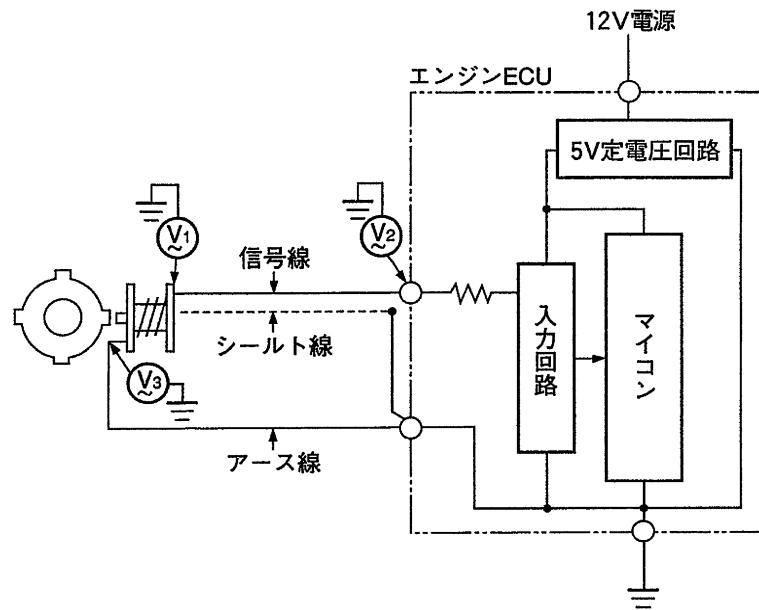 12V電源
エンジンECU
5V定電圧回路
V1
V2
信号線
シールト線
入力回路
マイコン
V3
アース線